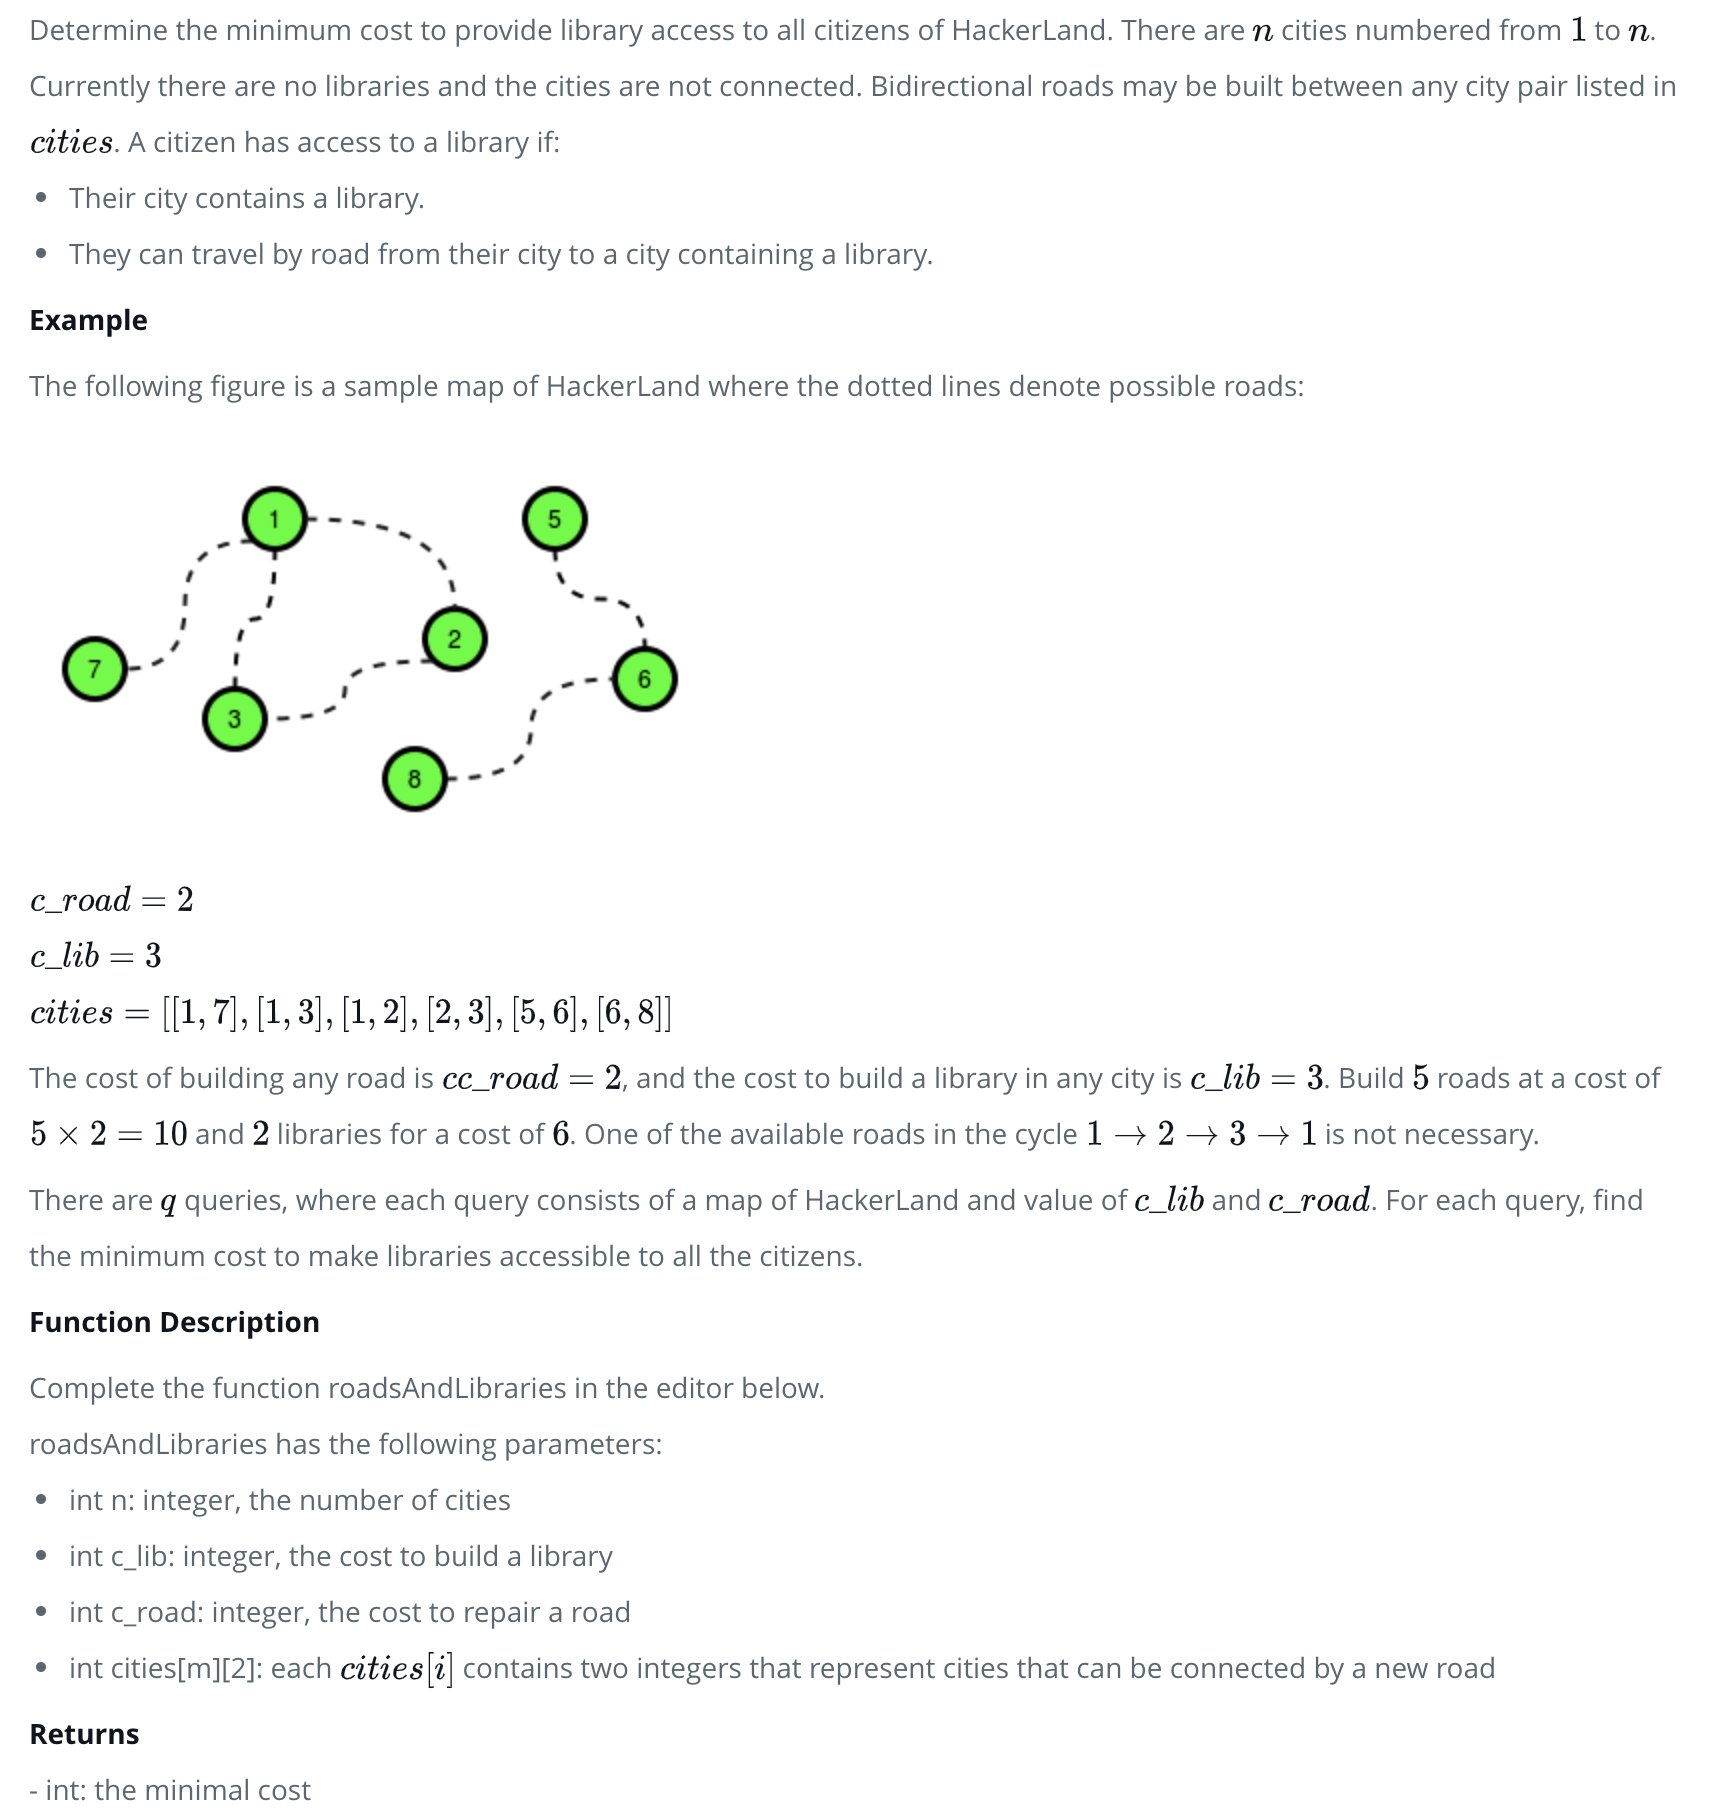 Determine the minimum cost to provide library access to all citizens of HackerLand. There are n cities numbered from 1 to n.
Currently there are no libraries and the cities are not connected. Bidirectional roads may be built between any city pair listed in
cities. A citizen has access to a library if:
• Their city contains a library.
• They can travel by road from their city to a city containing a library.
Example
The following figure is a sample map of HackerLand where the dotted lines denote possible roads:
1
5
2
7
6
3
8
c_road = 2
c_lib = 3
cities = [[1, 7], [1, 3], [1, 2], [2, 3], [5, 6], [6, 8]]
The cost of building any road is cc_road = 2, and the cost to build a library in any city is c_lib = 3. Build 5 roads at a cost of
5 × 2 = 10 and 2 libraries for a cost of 6. One of the available roads in the cycle 1 → 2 → 3 → 1 is not necessary.
There are q queries, where each query consists of a map of HackerLand and value of c_lib and c_road. For each query, find
the minimum cost to make libraries accessible to all the citizens.
Function Description
Complete the function roadsAndLibraries in the editor below.
roadsAndLibraries has the following parameters:
• int n: integer, the number of cities
• int c_lib: integer, the cost to build a library
• int c_road: integer, the cost to repair a road
• int cities[m][2]: each cities[i] contains two integers that represent cities that can be connected by a new road
Returns
- int: the minimal cost